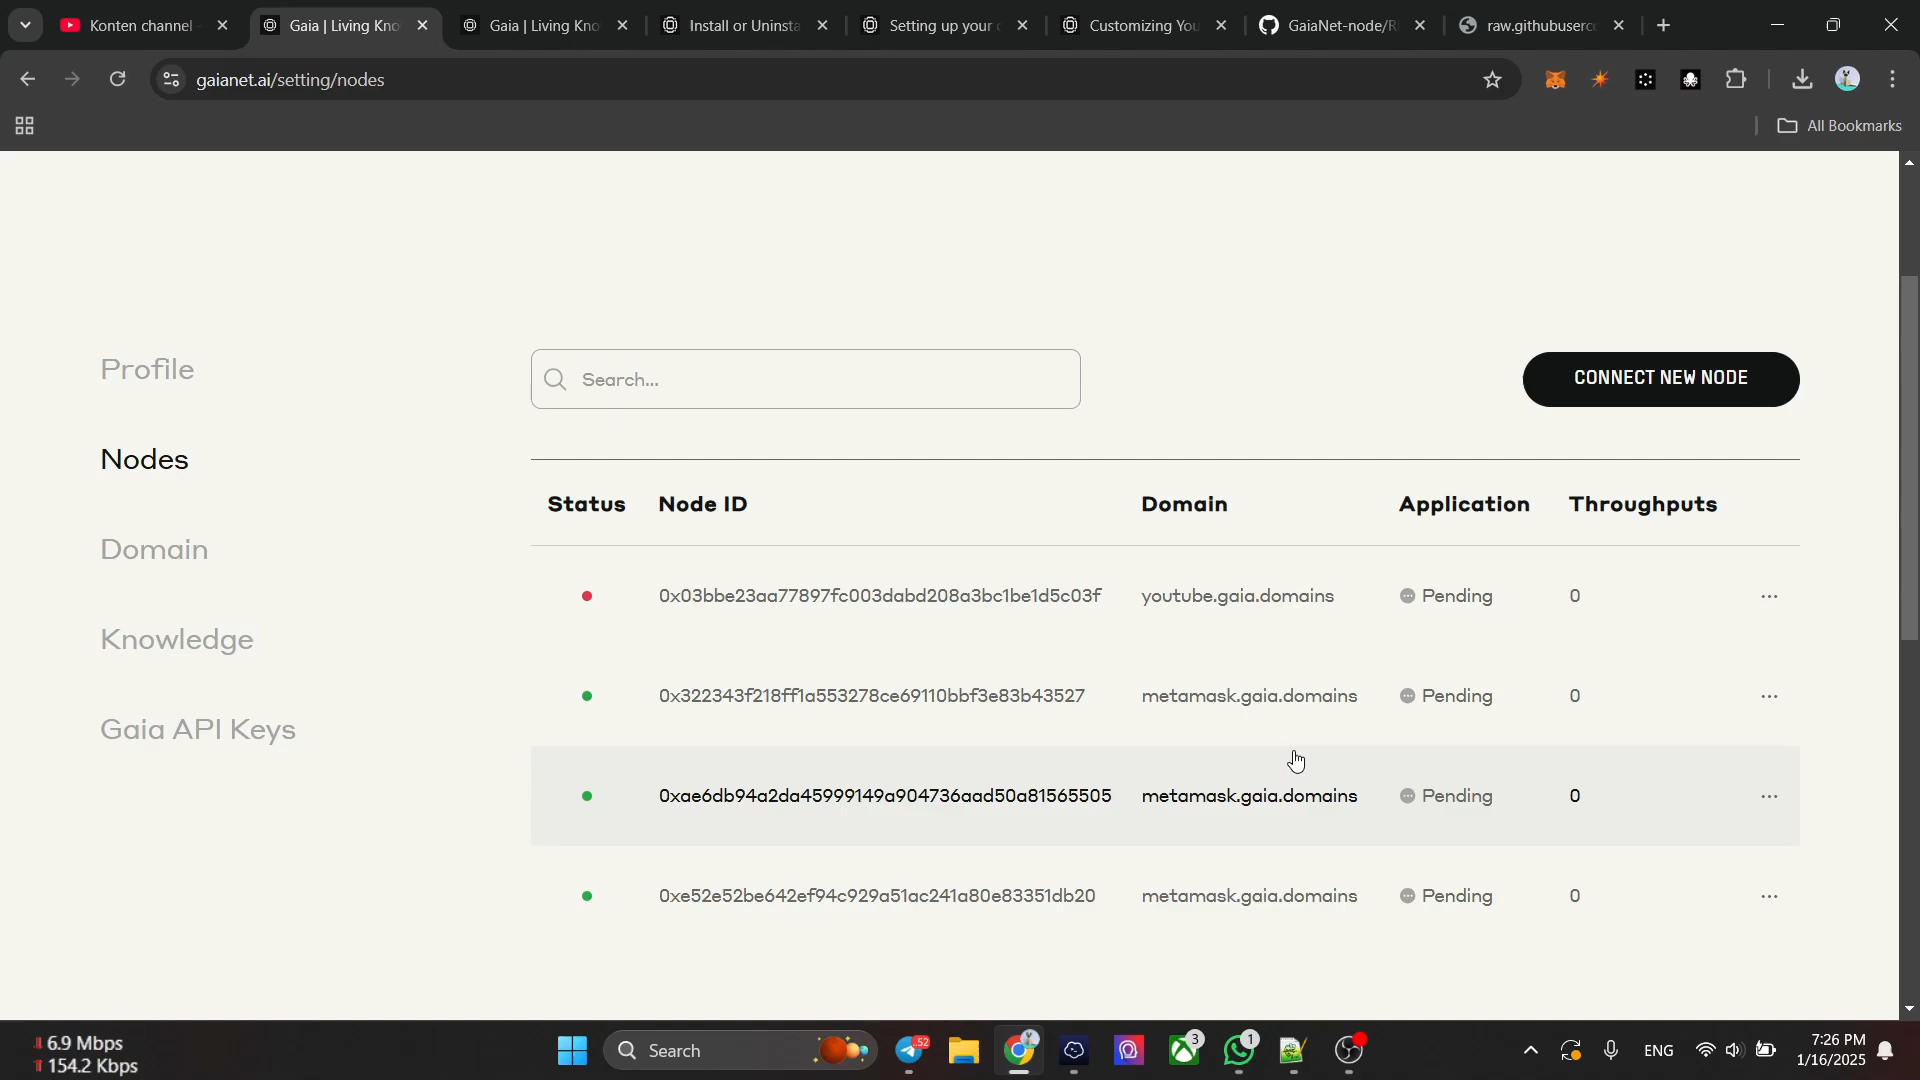 Konten channel
Gaia | Living Kno
Gaia | Living Kno
Install or Uninsta
Setting up your
Customizing You
GaiaNet-node/R
raw.githubuserc
gaianet.ai/setting/nodes
All Bookmarks
Profile
Nodes
Domain
Knowledge
Gaia API Keys
Search...
CONNECT NEW NODE
Status Node ID Domain Application Throughputs
0x03bbe23aa77897fc003dabd208a3bc1be1d5c03f youtube.gaia.domains Pending 0 ...
0x322343f218ff1a553278ce69110bbf3e83b43527 metamask.gaia.domains Pending 0 ...
0xae6db94a2da45999149a904736aad50a81565505 metamask.gaia.domains Pending 0 ...
0xe52e52be642ef94c929a51ac241a80e83351db20 metamask.gaia.domains Pending 0 ...
6.9 Mbps
154.2 Kbps
Search
52
3
1
ENG
7:26 PM
1/16/2025